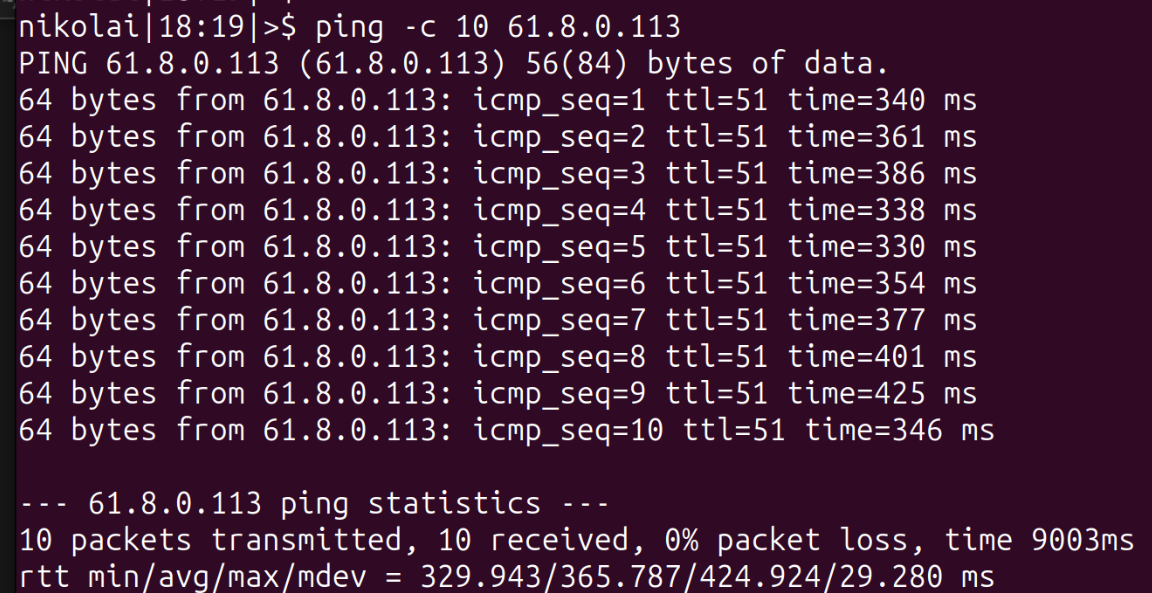 nikolai|18:19|>$ ping -c 10 61.8.0.113
PING 61.8.0.113 (61.8.0.113) 56(84) bytes of data.
64 bytes from 61.8.0.113: icmp_seq=1 ttl=51 time=340 ms
64 bytes from 61.8.0.113: icmp_seq=2 ttl=51 time=361 ms
64 bytes from 61.8.0.113: icmp_seq=3 ttl=51 time=386 ms
64 bytes from 61.8.0.113: icmp_seq=4 ttl=51 time=338 ms
64 bytes from 61.8.0.113: icmp_seq=5 ttl=51 time=330 ms
64 bytes from 61.8.0.113: icmp_seq=6 ttl=51 time=354 ms
64 bytes from 61.8.0.113: icmp_seq=7 ttl=51 time=377 ms
64 bytes from 61.8.0.113: icmp_seq=8 ttl=51 time=401 ms
64 bytes from 61.8.0.113: icmp_seq=9 ttl=51 time=425 ms
64 bytes from 61.8.0.113: icmp_seq=10 ttl=51 time=346 ms
--- 61.8.0.113 ping statistics ---
10 packets transmitted, 10 received, 0% packet loss, time 9003ms
rtt min/avg/max/mdev = 329.943/365.787/424.924/29.280 ms